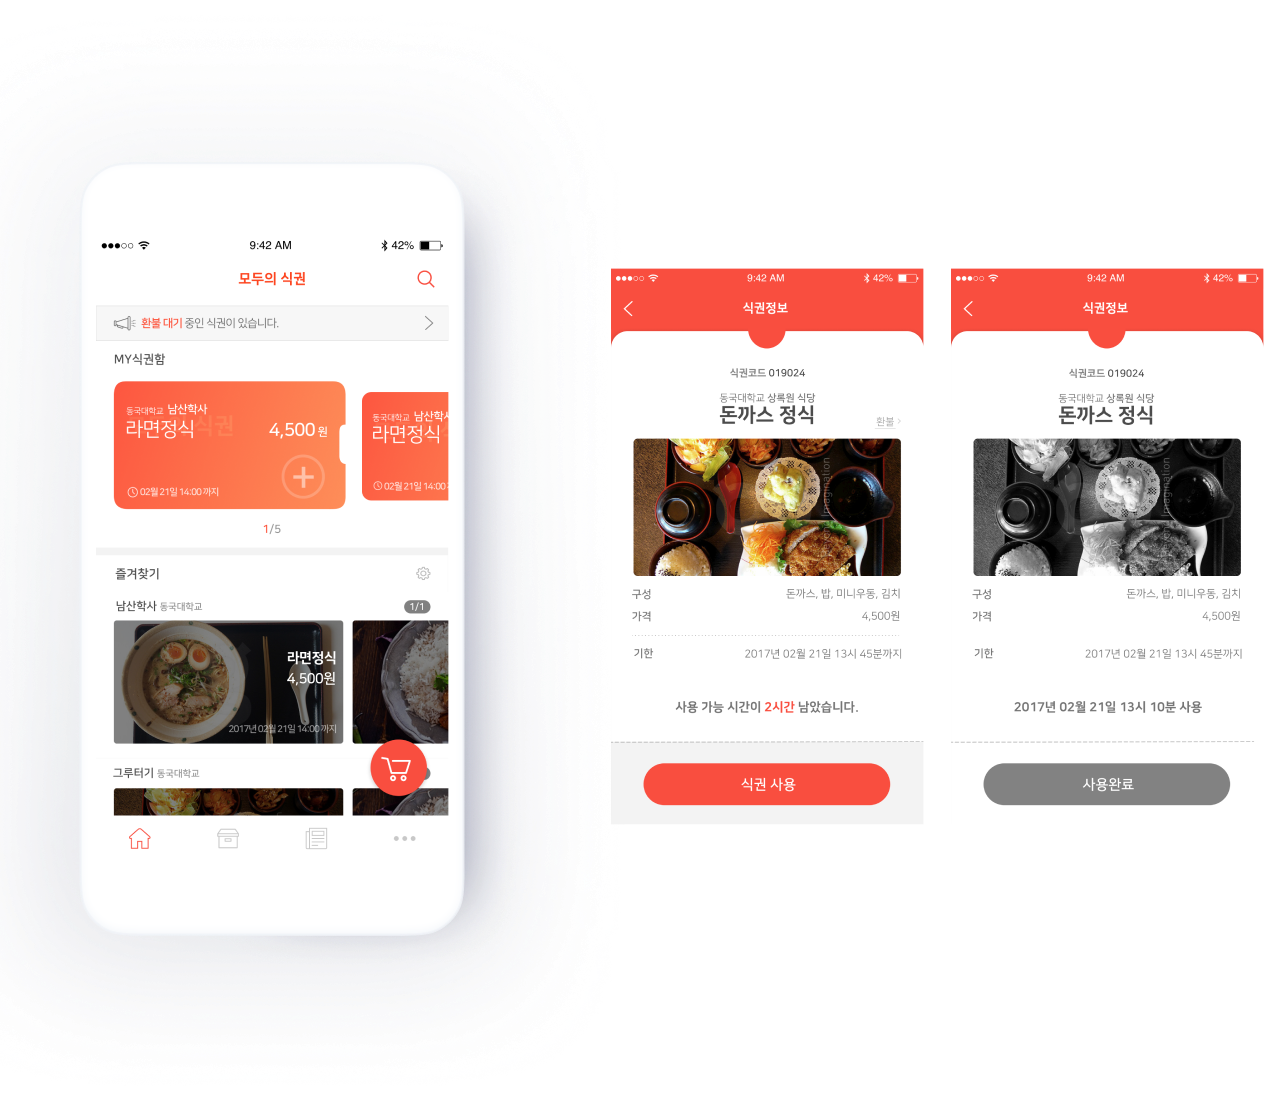 9:42 AM
42%
모두의 식권
환불 대기 중인 식권이 있습니다.
MY식권함
동국대학교 남산학사
라면정식
4,500 원
02월 21일 14:00 까지
동국대학교 남산학사
라면정식
02월 21일 14:00
1/5
즐겨찾기
남산학사 동국대학교
1/1
라면정식
4,500원
2017년 02월 21일 14:00 까지
그루터기 동국대학교
9:42 AM
42%
식권정보
식권코드 019024
동국대학교 상록원 식당
돈까스 정식
환불
imagination
구성
돈까스, 밥, 미니우동, 김치
가격
4,500원
기한
2017년 02월 21일 13시 45분까지
사용 가능 시간이 2시간 남았습니다.
식권 사용
9:42 AM
42%
식권정보
식권코드 019024
동국대학교 상록원 식당
돈까스 정식
imagination
구성
돈까스, 밥, 미니우동, 김치
가격
4,500원
기한
2017년 02월 21일 13시 45분까지
2017년 02월 21일 13시 10분 사용
사용완료